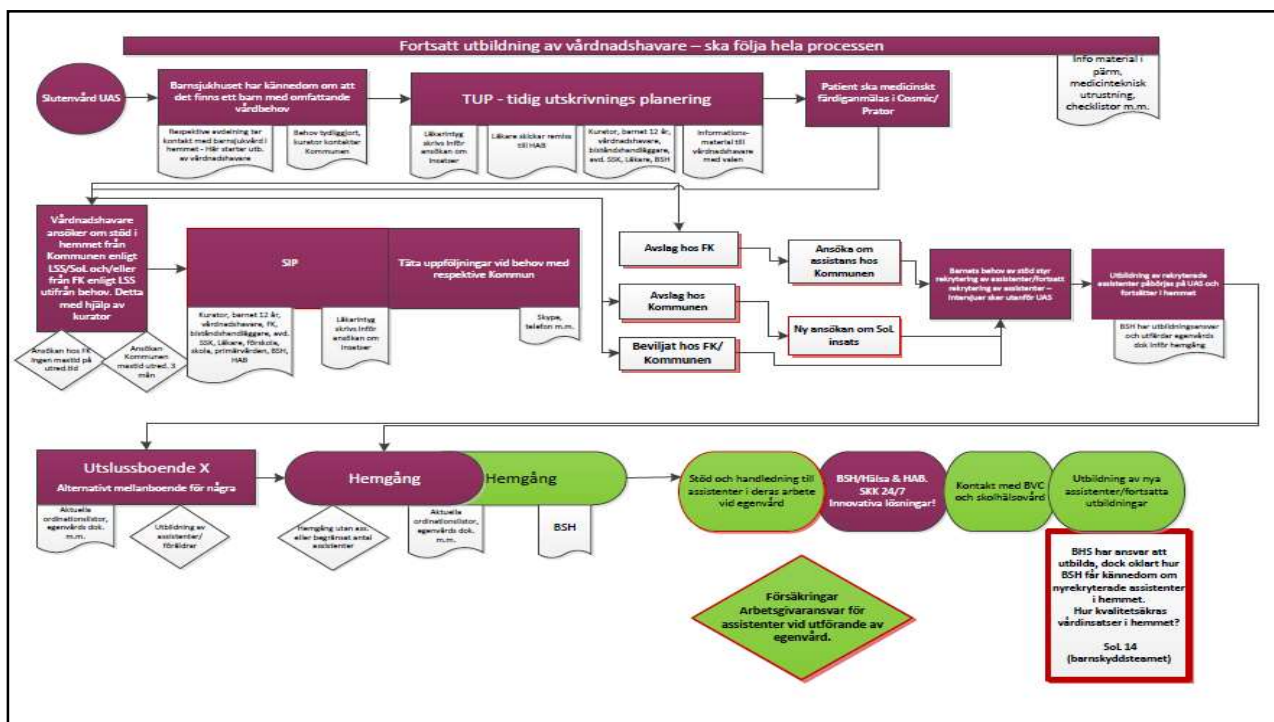 Fortsatt utbildning av vårdnadshavare – ska följa hela processen
Slutenvård UAS
Barnsjukhuset har kännedom om att
det finns ett barn med omfattande
vårdbehov
Respektive avdelning ter
kontakt med barnsjukvård i
hemmet - Här starter utb.
av vårdnadshavare
Behov tydliggjort,
kurator kontakter
Kommunen
TUP - tidig utskrivnings planering
Läkarintyg
skrivs inför
ansökan om
insatser
Läkare skickar remiss
till HAB
Kurator, barnet 12 år,
vårdnadshavare,
biståndshandläggare,
avd. SSK, Läkare, BSH
Informations-
material till
vårdnadshavare
med valen
Patient ska medicinskt
färdiganmälas i Cosmic/
Prator
Info material i
pärm,
medicinteknisk
utrustning,
checklistor m.m.
Vårdnadshavare
ansöker om stöd i
hemmet från
Kommunen enligt
LSS/SoL och/eller
från FK enligt LSS
utifrån behov. Detta
med hjälp av
kurator
Ansökan hos FK
Ingen maxtid på
utred.tid
Ansökan
Kommunen
maxtid utred. 3
mån
SIP
Kurator, barnet 12 år,
vårdnadshavare, FK,
biståndshandläggare, avd.
SSK, Läkare, förskola,
skola, primärvården, BSH,
HAB
Läkarintyg
skrivs inför
ansökan om
insatser
Täta uppföljningar vid behov med
respektive Kommun
Skype,
telefon m.m.
Avslag hos FK
Ansöka om
assistans hos
Kommunen
Avslag hos
Kommunen
Ny ansökan om SoL
insats
Beviljat hos FK/
Kommunen
Barnets behov av stöd styr
rekrytering av assistenter/fortsatt
rekrytering av assistenter –
Intersjuer sker utanför UAS
Utbildning av rekryterade
assistenter påbörjas på UAS och
fortsätter i hemmet
BSH har utbildningsansvar
och utfärdar egenvårds
dok inför hemgång
Utslussboende X
Alternativt mellanboende för några
Aktuella
ordinationslistor,
egenvårds dok.
m.m.
Utbildning av
assistenter/
föräldrar
Hemgång
Hemgång
Hemgång utan ass.
eller begränset antal
assistenter
Aktuella
ordinationslistor,
egenvårds dok.
m.m.
BSH
Stöd och handledning till
assistenter i deras arbete
vid egenvård
BSH/Hälsa & HAB.
SKK 24/7
Innovativa lösningar!
Kontakt med BVC
och skolhälsovård
Utbildning av nya
assistenter/fortsatta
utbildningar
Försäkringar
Arbetsgivaransvar för
assistenter vid utförande av
egenvård.
BHS har ansvar att
utbilda, dock oklart hur
BSH får kännedom om
nyrekryterade assistenter
i hemmet.
Hur kvalitetsäkras
vårdinsatser i hemmet?
SoL 14
(barnskyddsteamet)